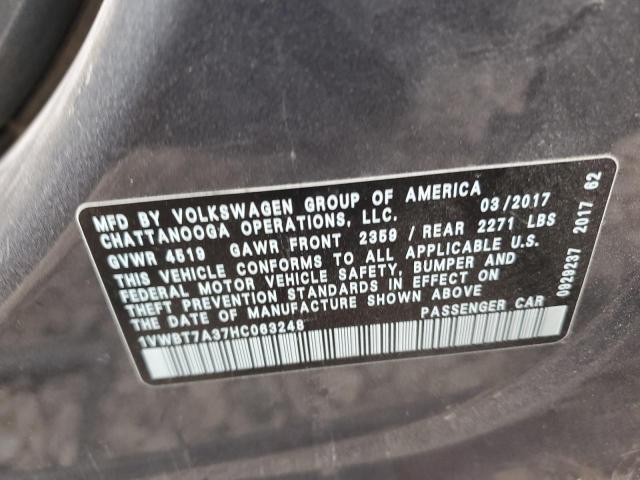 MFD BY VOLKSWAGEN GROUP OF AMERICA
CHATTANOOGA OPERATIONS, LLC. 03/2017
GVWR 4519 GAWR FRONT 2359 / REAR 2271 LBS
THIS VEHICLE CONFORMS TO ALL APPLICABLE U.S.
FEDERAL MOTOR VEHICLE SAFETY, BUMPER AND
THEFT PREVENTION STANDARDS IN EFFECT ON
THE DATE OF MANUFACTURE SHOWN ABOVE
1VWBT7A37HC063248 PASSENGER CAR
0929237 2017 62